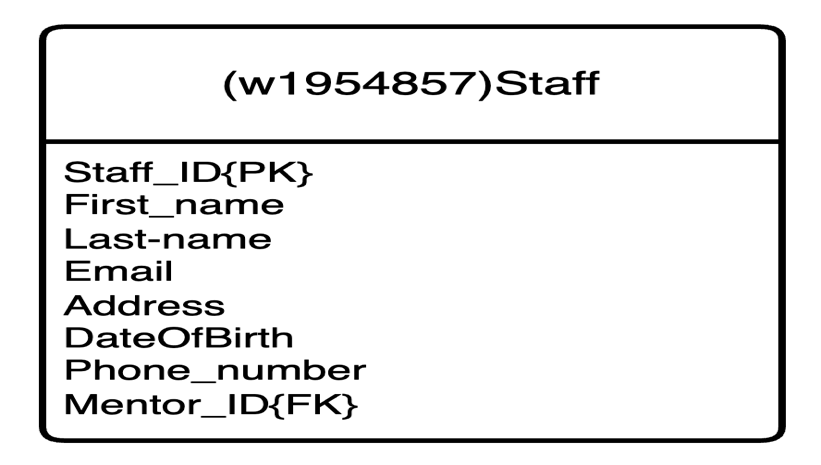 (w1954857)Staff
Staff_ID{PK}
First_name
Last-name
Email
Address
DateOfBirth
Phone_number
Mentor_ID{FK}